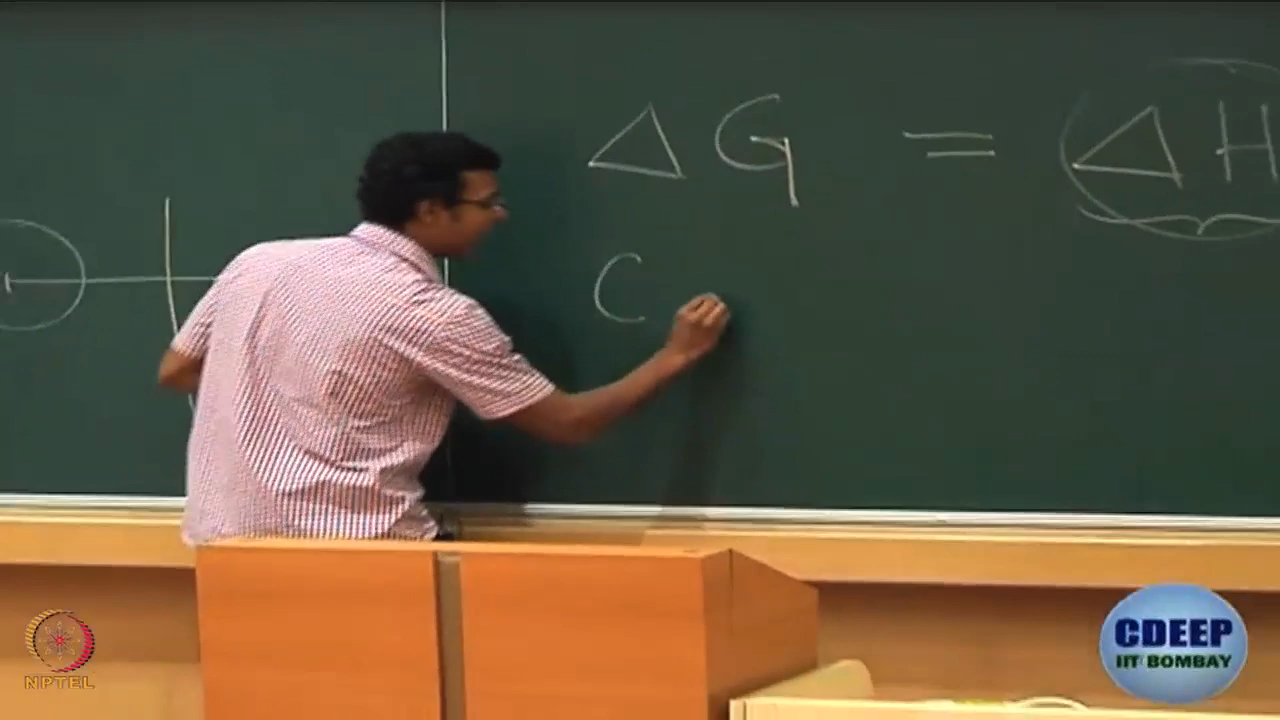 ΔG = ΔH
C
NPTEL
CDEEP
IIT BOMBAY